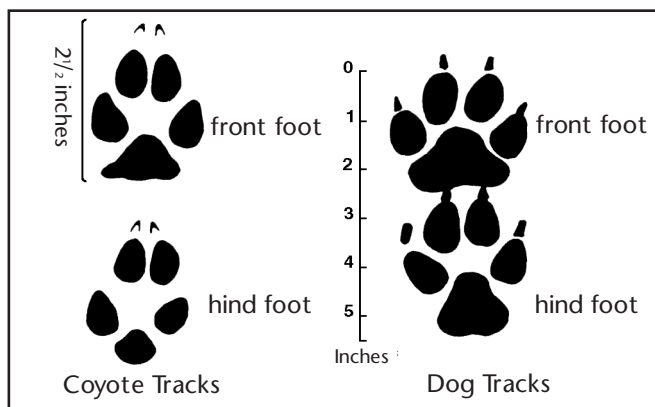 2 1/2 inches
front foot
hind foot
Coyote Tracks
0
1
2
3
4
5
Inches
front foot
hind foot
Dog Tracks